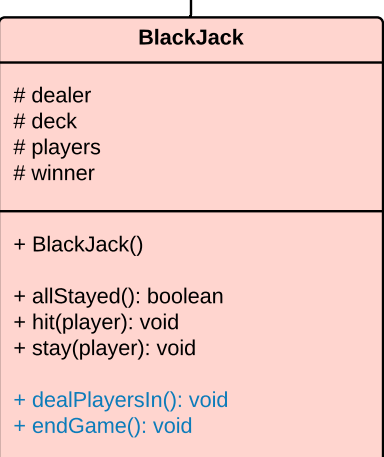 BlackJack
# dealer
# deck
# players
# winner
+ BlackJack()
+ allStayed(): boolean
+ hit(player): void
+ stay(player): void
+ dealPlayersIn(): void
+ endGame(): void